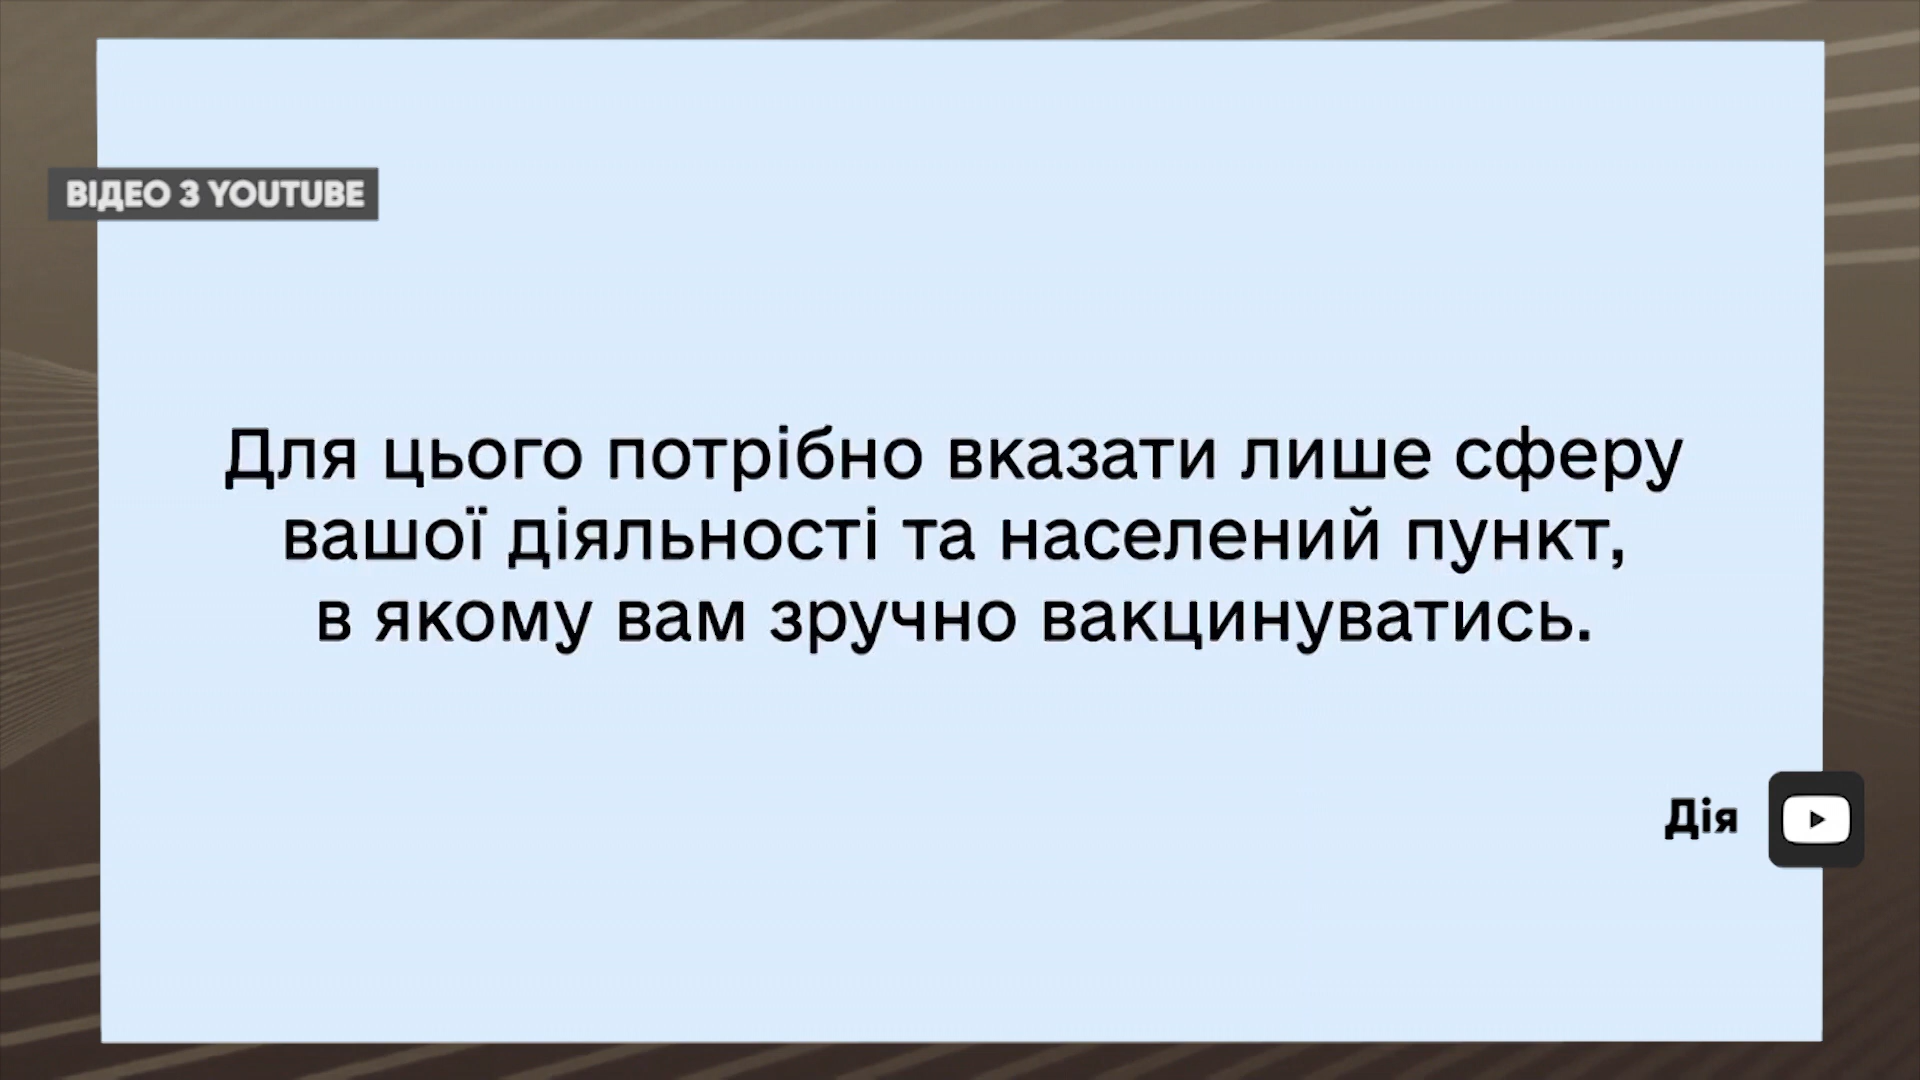 ВІДЕО З YOUTUBE
Для цього потрібно вказати лише сферу
вашої діяльності та населений пункт,
в якому вам зручно вакцинуватись.
Дія